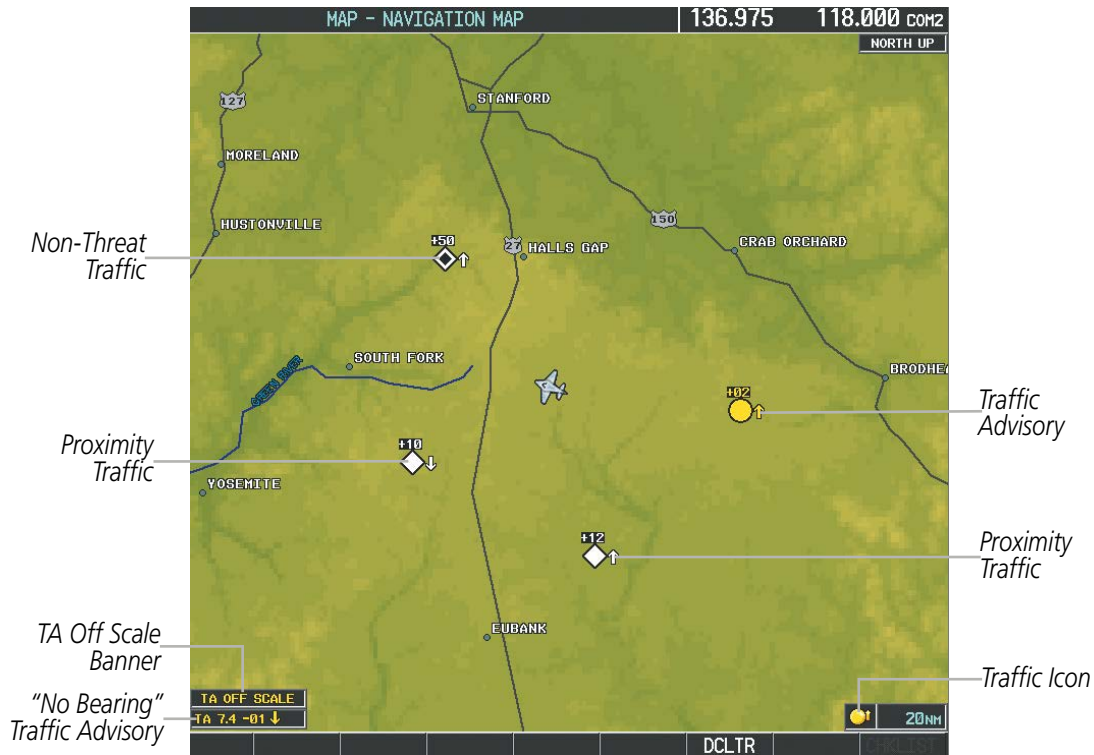 MAP - NAVIGATION MAP
136.975
118.000 COM2
NORTH UP
127
STANFORD
MORELAND
150
HUSTONVILLE
+50
27
HALLS GAP
CRAB ORCHARD
Non-Threat
Traffic
SOUTH FORK
GREEN RIVER
BRODHEA
+02
Traffic
Advisory
+10
Proximity
Traffic
YOSEMITE
+12
Proximity
Traffic
EUBANK
TA Off Scale
Banner
TA OFF SCALE
"No Bearing"
Traffic Advisory
TA 7.4 -01
Traffic Icon
20NM
DCLTR
CHKLIST